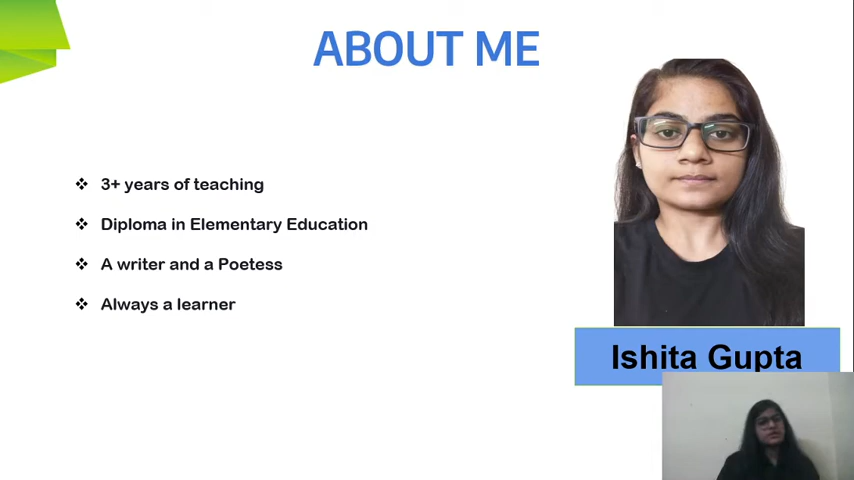 ABOUT ME
3+ years of teaching
Diploma in Elementary Education
A writer and a Poetess
Always a learner
Ishita Gupta